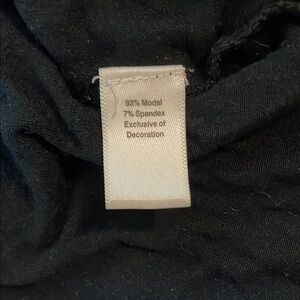 93% Modal
7% Spandex
Exclusive of
Decoration